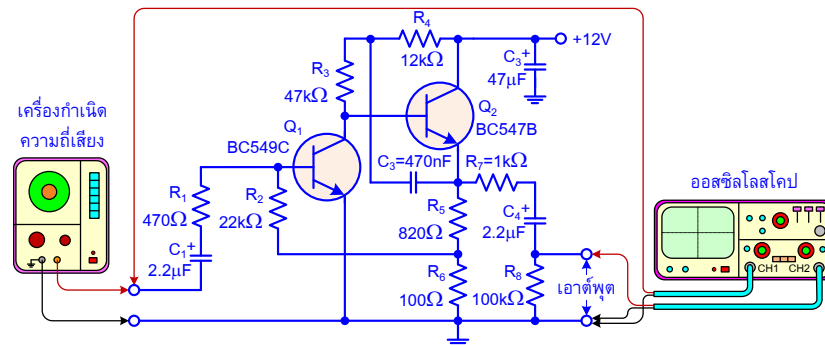 R4
12kΩ
+12V
C3 +
47μF
R3
47kΩ
Q2
BC547B
เครื่องกำเนิด
ความถี่เสียง
Q1
BC549C
C3=470nF
R7=1kΩ
ออสซิลโลสโคป
R1
470Ω
R2
22kΩ
R5
820Ω
C4 +
2.2μF
C1 +
2.2μF
R6
100Ω
R8
100kΩ
เอาต์พุต
CH1
CH2